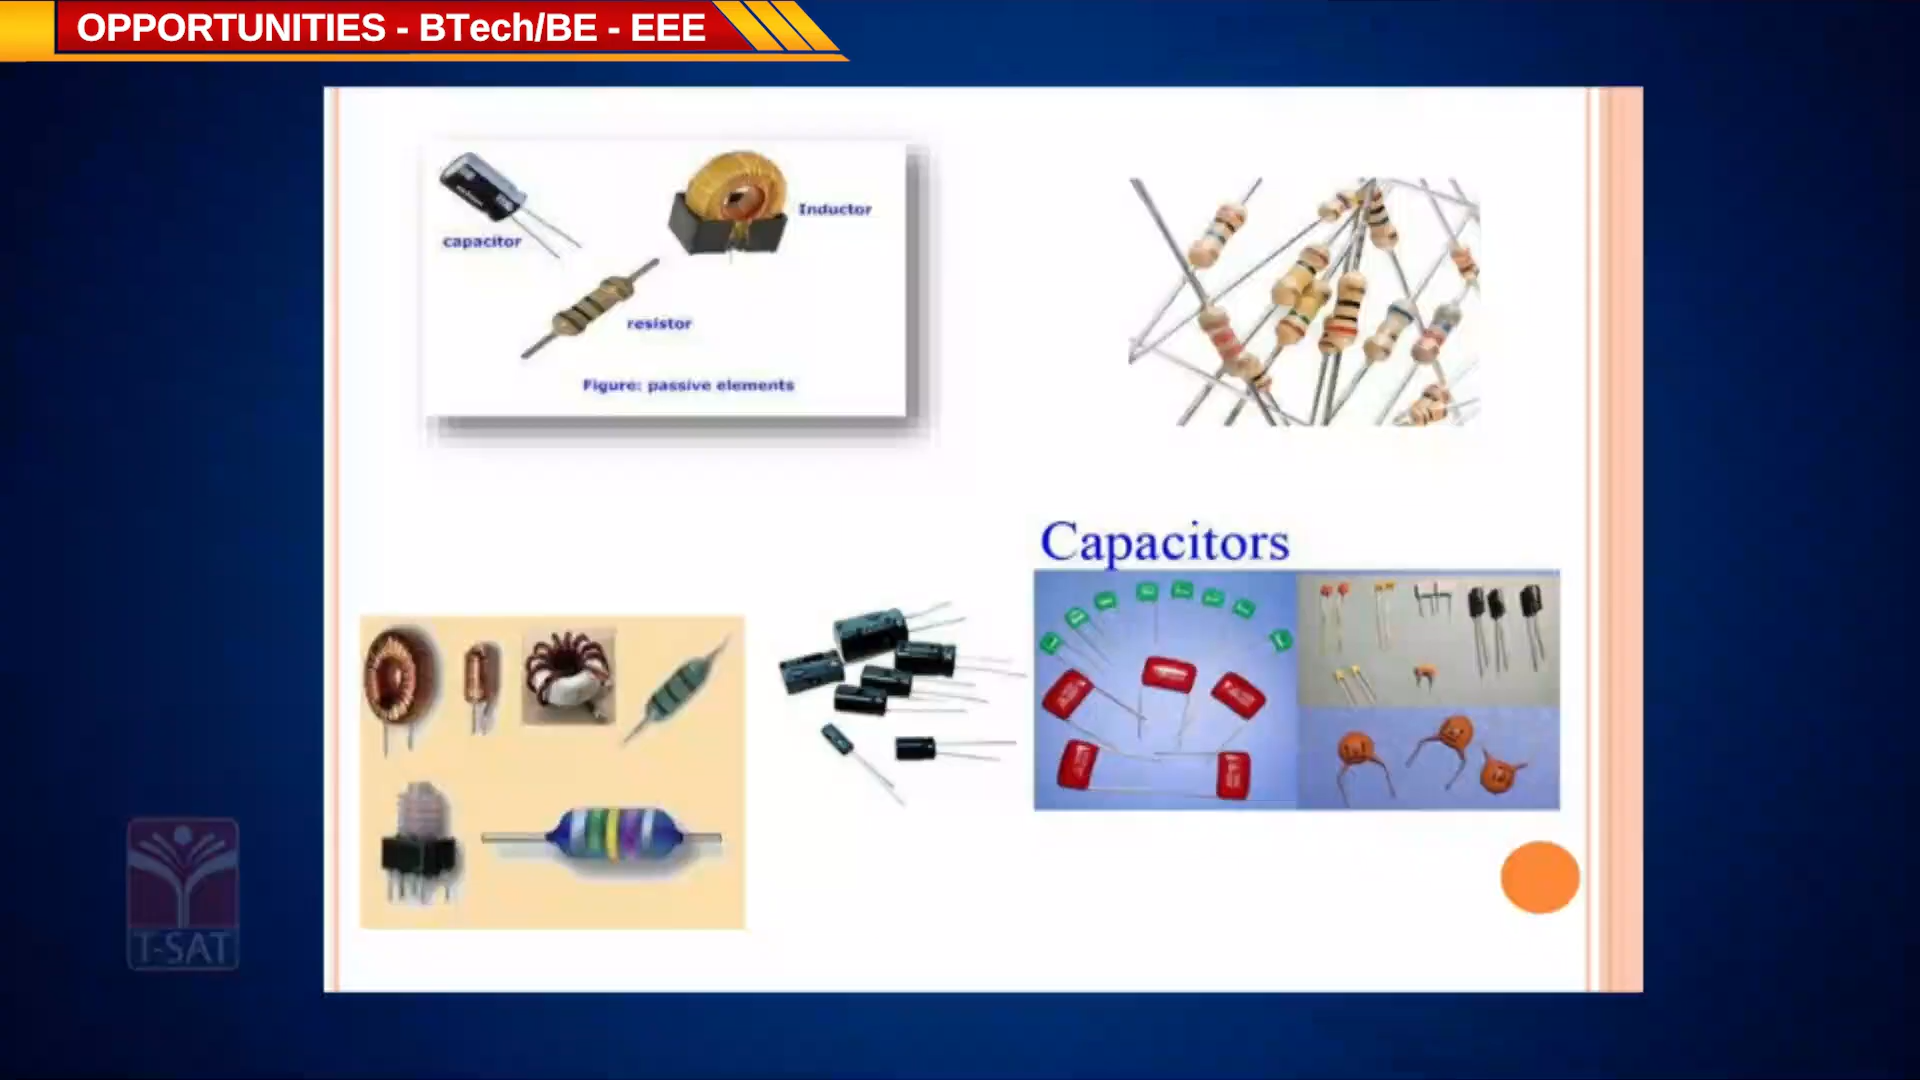 OPPORTUNITIES - BTech/BE - EEE
capacitor
Inductor
resistor
Figure: passive elements
Capacitors
T-SAT